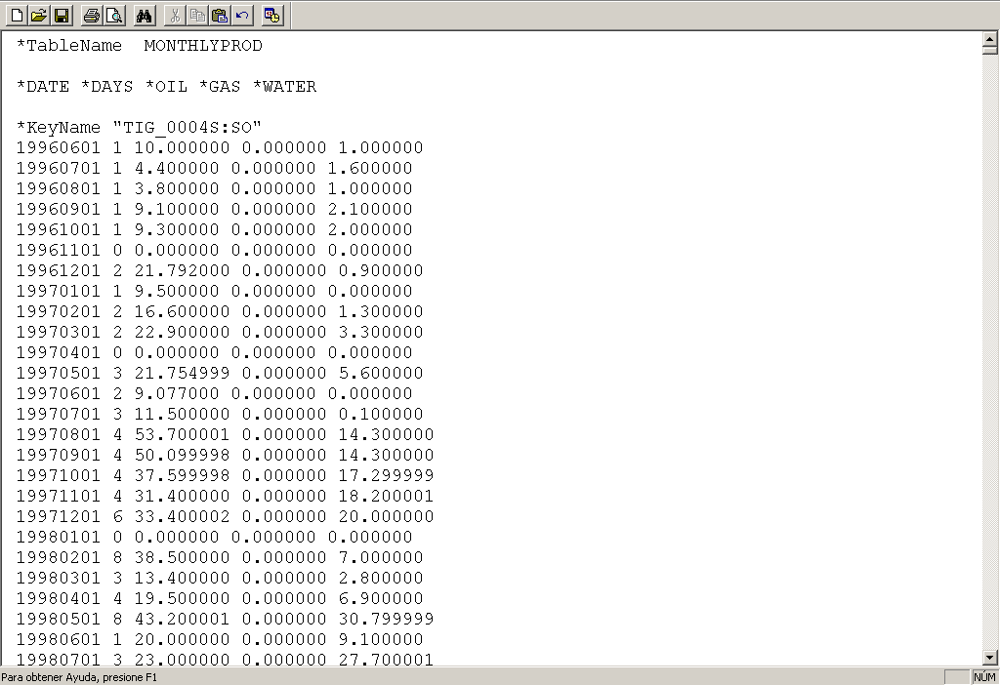 *TableName  MONTHLYPROD
*DATE *DAYS *OIL *GAS *WATER
*KeyName "TIG_0004S:SO"
19960601 1 10.000000 0.000000 1.000000
19960701 1 4.400000 0.000000 1.600000
19960801 1 3.800000 0.000000 1.000000
19960901 1 9.100000 0.000000 2.100000
19961001 1 9.300000 0.000000 2.000000
19961101 0 0.000000 0.000000 0.000000
19961201 2 21.792000 0.000000 0.900000
19970101 1 9.500000 0.000000 0.000000
19970201 2 16.600000 0.000000 1.300000
19970301 2 22.900000 0.000000 3.300000
19970401 0 0.000000 0.000000 0.000000
19970501 3 21.754999 0.000000 5.600000
19970601 2 9.077000 0.000000 0.000000
19970701 3 11.500000 0.000000 0.100000
19970801 4 53.700001 0.000000 14.300000
19970901 4 50.099998 0.000000 14.300000
19971001 4 37.599998 0.000000 17.299999
19971101 4 31.400000 0.000000 18.200001
19971201 6 33.400002 0.000000 20.000000
19980101 0 0.000000 0.000000 0.000000
19980201 8 38.500000 0.000000 7.000000
19980301 3 13.400000 0.000000 2.800000
19980401 4 19.500000 0.000000 6.900000
19980501 8 43.200001 0.000000 30.799999
19980601 1 20.000000 0.000000 9.100000
19980701 3 23.000000 0.000000 27.700001
Para obtener Ayuda, presione F1
NÚM